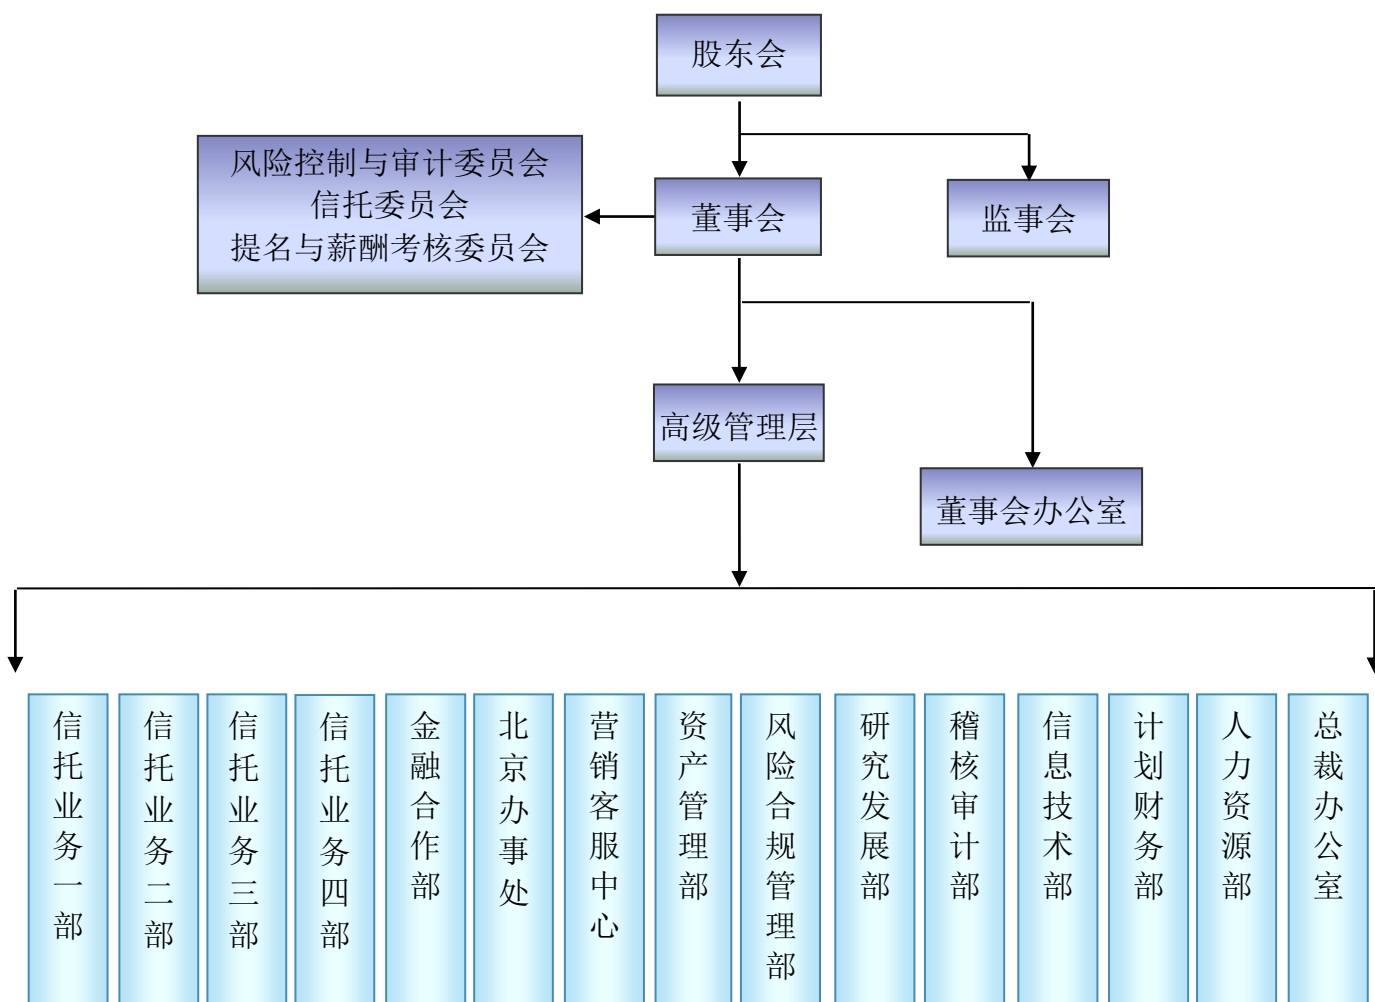 股东会
风险控制与审计委员会
信托委员会
提名与薪酬考核委员会
董事会
监事会
高级管理层
董事会办公室
信托业务一部
信托业务二部
信托业务三部
信托业务四部
金融合作部
北京办事处
营销客服中心
资产管理部
风险合规管理部
研究发展部
稽核审计部
信息技术部
计划财务部
人力资源部
总裁办公室